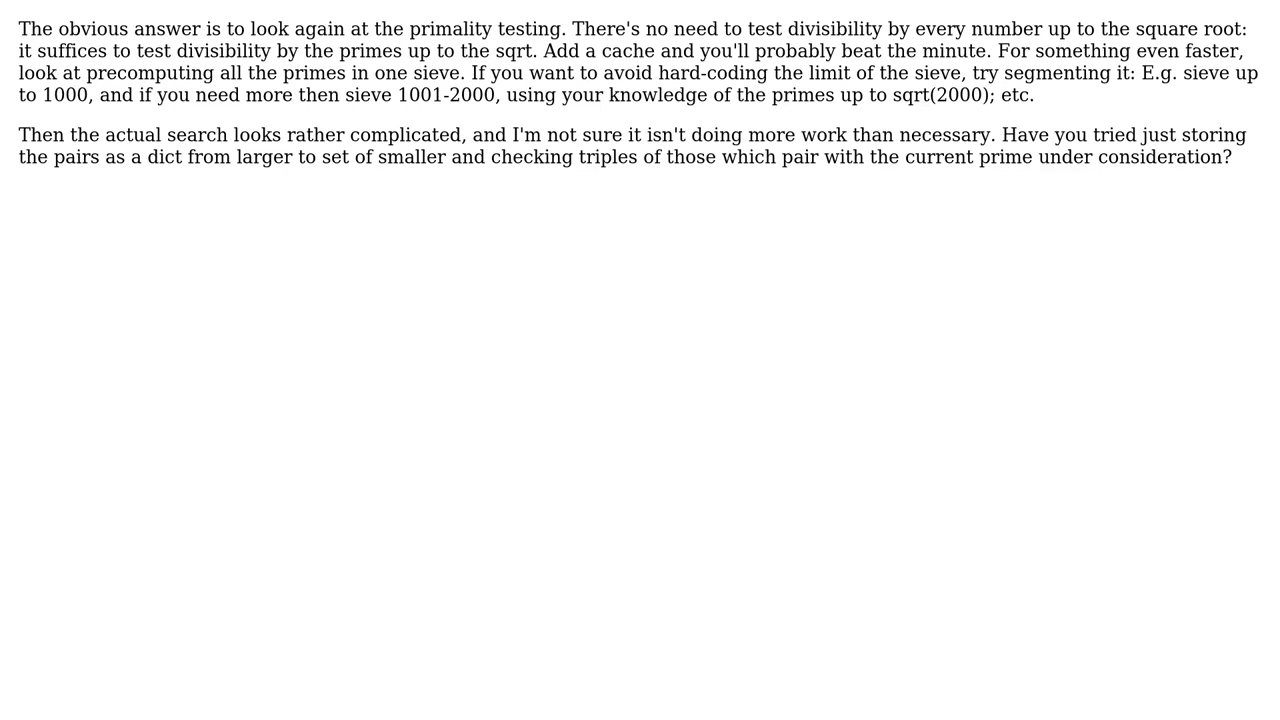 The obvious answer is to look again at the primality testing. There's no need to test divisibility by every number up to the square root:
it suffices to test divisibility by the primes up to the sqrt. Add a cache and you'll probably beat the minute. For something even faster,
look at precomputing all the primes in one sieve. If you want to avoid hard-coding the limit of the sieve, try segmenting it: E.g. sieve up
to 1000, and if you need more then sieve 1001-2000, using your knowledge of the primes up to sqrt(2000); etc.
Then the actual search looks rather complicated, and I'm not sure it isn't doing more work than necessary. Have you tried just storing
the pairs as a dict from larger to set of smaller and checking triples of those which pair with the current prime under consideration?